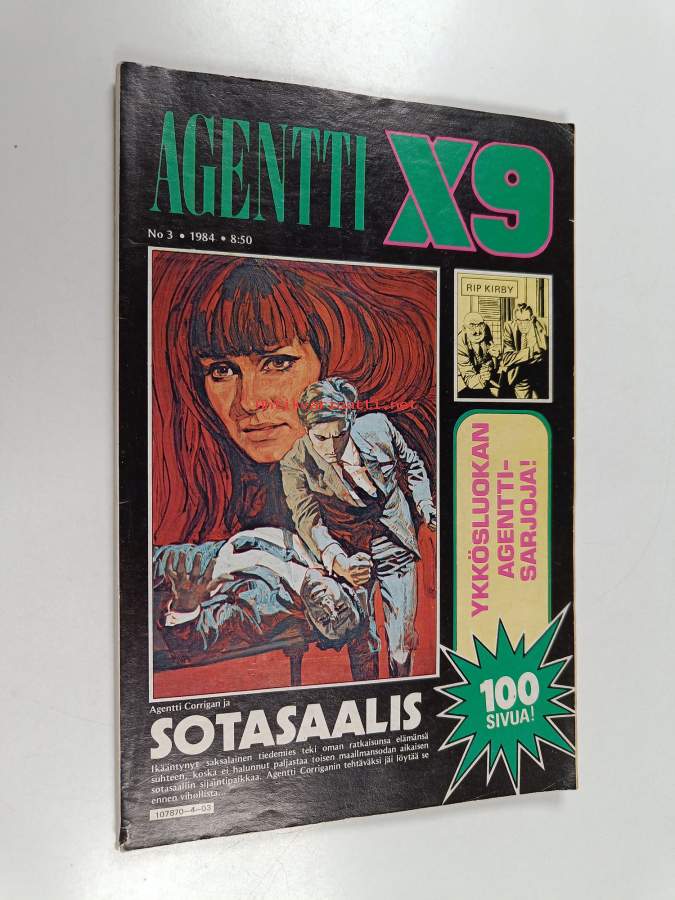 AGENTTI X9
No 3 • 1984 • 8:50
RIP KIRBY
antikvariaatti.net
YKKÖSLUOKAN
AGENTTI-
SARJOJA!
100
SIVUA!
Agentti Corrigan ja
SOTASAALIS
Ikääntynyt saksalainen tiedemies teki oman ratkaisunsa elämänsä
suhteen, koska ei halunnut paljastaa toisen maailmansodan aikaisen
sotasaaliin sijaintipaikkaa. Agentti Corriganin tehtäväksi jäi löytää se
ennen vihollista.
107870—4—03